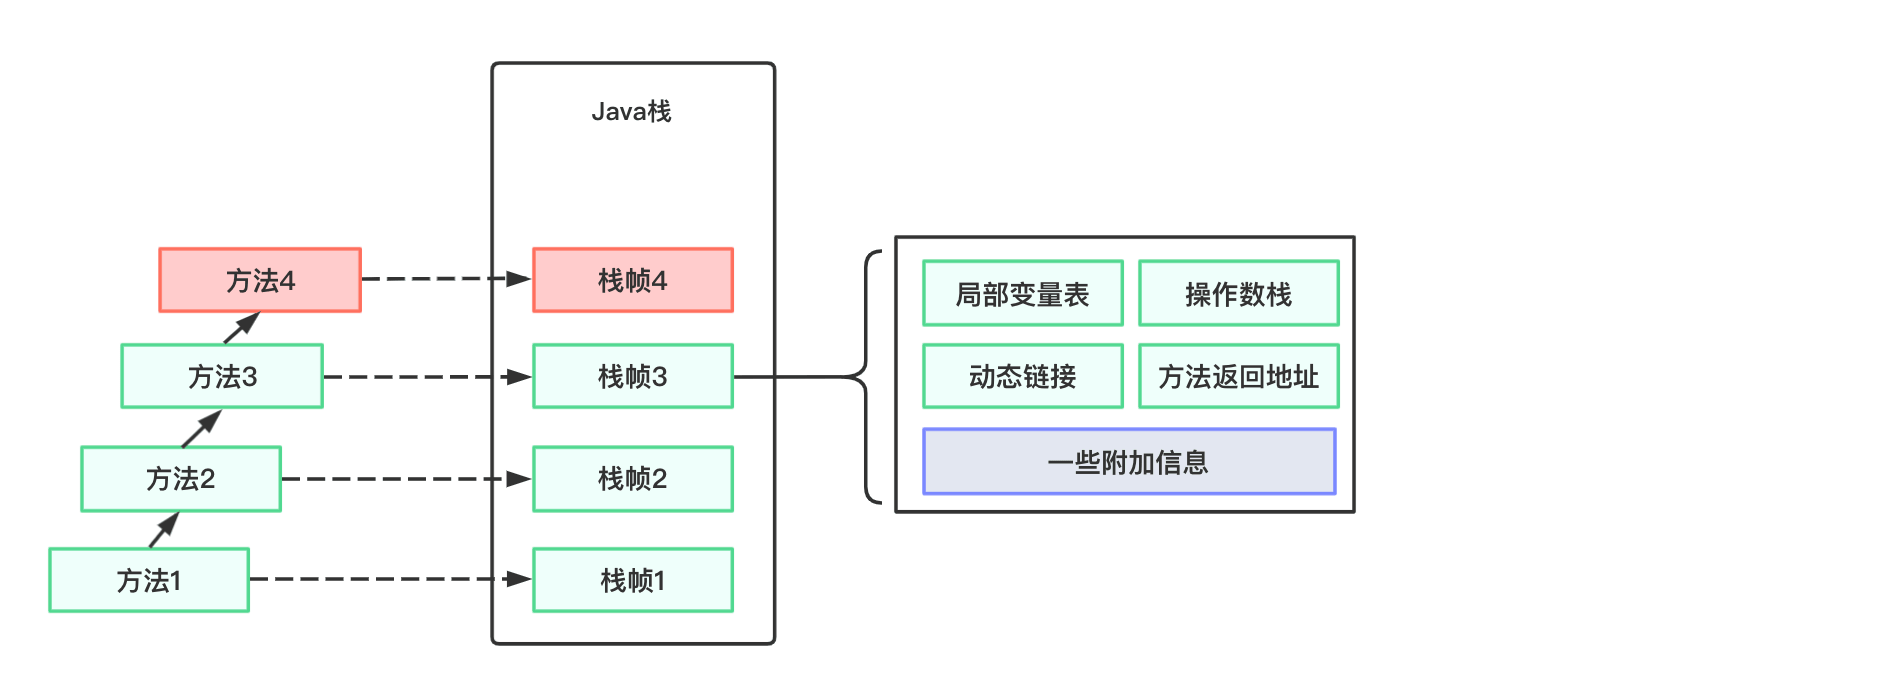 Java栈
方法4
栈帧4
方法3
栈帧3
方法2
栈帧2
方法1
栈帧1
局部变量表
操作数栈
动态链接
方法返回地址
一些附加信息